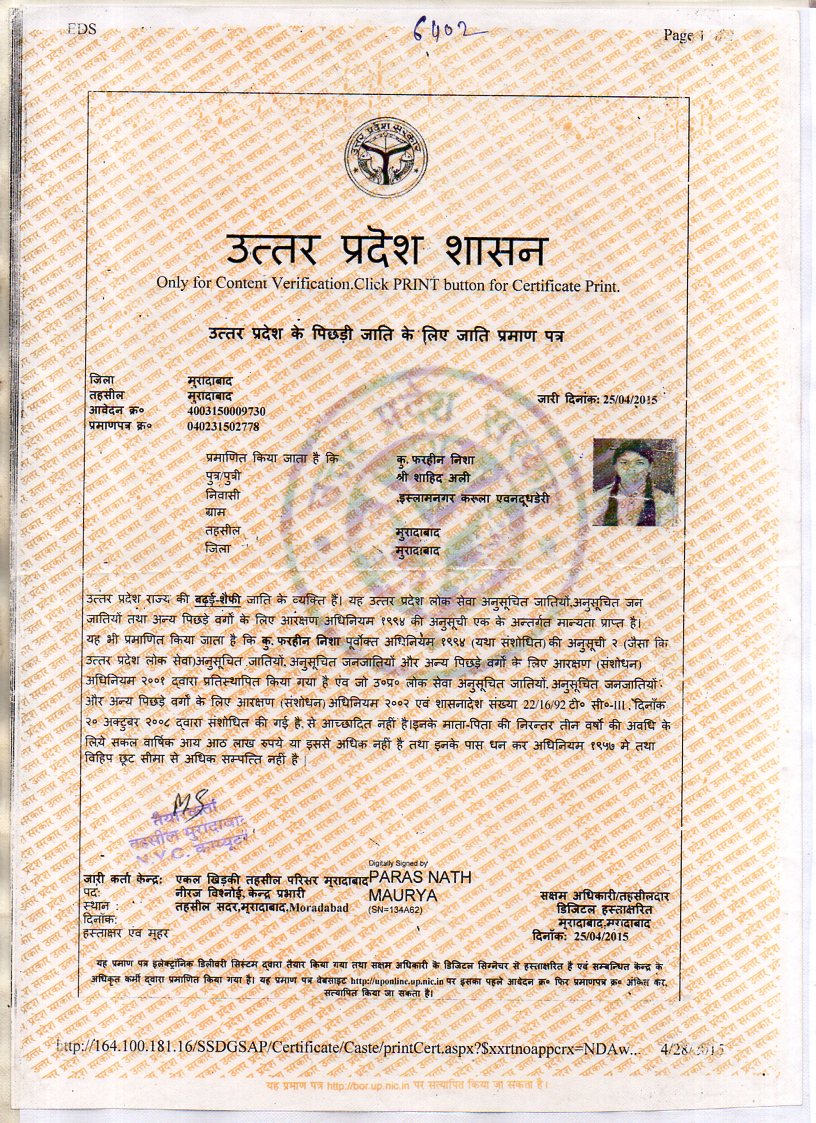 EDS
6402
Page 1
उत्तर प्रदेश सरकार
उत्तर प्रदेश शासन
Only for Content Verification.Click PRINT button for Certificate Print.
उत्तर प्रदेश के पिछड़ी जाति के लिए जाति प्रमाण पत्र
जिला मुरादाबाद
तहसील मुरादाबाद
जारी दिनांक: 25/04/2015
आवेदन क्र० 4003150009730
प्रमाणपत्र क्र० 040231502778
प्रमाणित किया जाता है कि कु. फरहीन निशा
पुत्र/पुत्री श्री शाहिद अली
निवासी .इस्लामनगर करूला एवनदूधडेरी
ग्राम
तहसील मुरादाबाद
जिला मुरादाबाद
उत्तर प्रदेश राज्य की बढ़ई-शैफी जाति के व्यक्ति हैं। यह उत्तर प्रदेश लोक सेवा अनुसूचित जातियों,अनुसूचित जन
जातियों तथा अन्य पिछड़े वर्गो के लिए आरक्षण अधिनियम १९९४ की अनुसूची एक के अन्तर्गत मान्यता प्राप्त है।
यह भी प्रमाणित किया जाता है कि कु. फरहीन निशा पूर्वोक्त अधिनियम १९९४ (यथा संशोधित) की अनुसूची २ (जैसा कि
उत्तर प्रदेश लोक सेवा)अनुसूचित जातियों, अनुसूचित जनजातियों और अन्य पिछड़े वर्गो के लिए आरक्षण (संशोधन)
अधिनियम २००१ द्वारा प्रतिस्थापित किया गया है एंव जो उ०प्र० लोक सेवा अनुसूचित जातियों, अनुसूचित जनजातियों
और अन्य पिछड़े वर्गो के लिए आरक्षण (संशोधन) अधिनियम २००२ एवं शासनादेश संख्या 22/16/92 टी० सी०-III ,दिनांक
२० अक्टूबर २००८ द्वारा संशोधित की गई है, से आच्छादित नहीं है।इनके माता-पिता की निरन्तर तीन वर्षो की अवधि के
लिये सकल वार्षिक आय आठ लाख रुपये या इससे अधिक नहीं है तथा इनके पास धन कर अधिनियम १९५७ मे तथा
विहिप छूट सीमा से अधिक सम्पत्ति नहीं है |
MS
तैयारकर्ता
तहसील मुरादाबाद
N.V.C. कम्प्यूटर
जारी कर्ता केन्द्र: एकल खिड़की तहसील परिसर मुरादाबाद
पद: नीरज विश्नोई, केन्द्र प्रभारी
स्थान : तहसील सदर,मुरादाबाद,Moradabad
दिनांक:
हस्ताक्षर एंव मुहर
Digitally Signed by
PARAS NATH
MAURYA
(SN=134A62)
सक्षम अधिकारी/तहसीलदार
डिजिटल हस्ताक्षरित
मुरादाबाद,मुरादाबाद
दिनाँक: 25/04/2015
यह प्रमाण पत्र इलेक्ट्रॉनिक डिलीवरी सिस्टम द्वारा तैयार किया गया तथा सक्षम अधिकारी के डिजिटल सिग्नेचर से हस्ताक्षरित है एवं सम्बन्धित केन्द्र के
अधिकृत कर्मी द्वारा प्रमाणित किया गया है। यह प्रमाण पत्र वेबसाइट http://uponline.up.nic.in पर इसका पहले आवेदन क्र० फिर प्रमाणपत्र क्र० अंकित कर,
सत्यापित किया जा सकता है।
http://164.100.181.16/SSDGSAP/Certificate/Caste/printCert.aspx?$xxrtnoappcrx=NDAw... 4/28/2015
यह प्रमाण पत्र http://bor.up.nic.in पर सत्यापित किया जा सकता है।